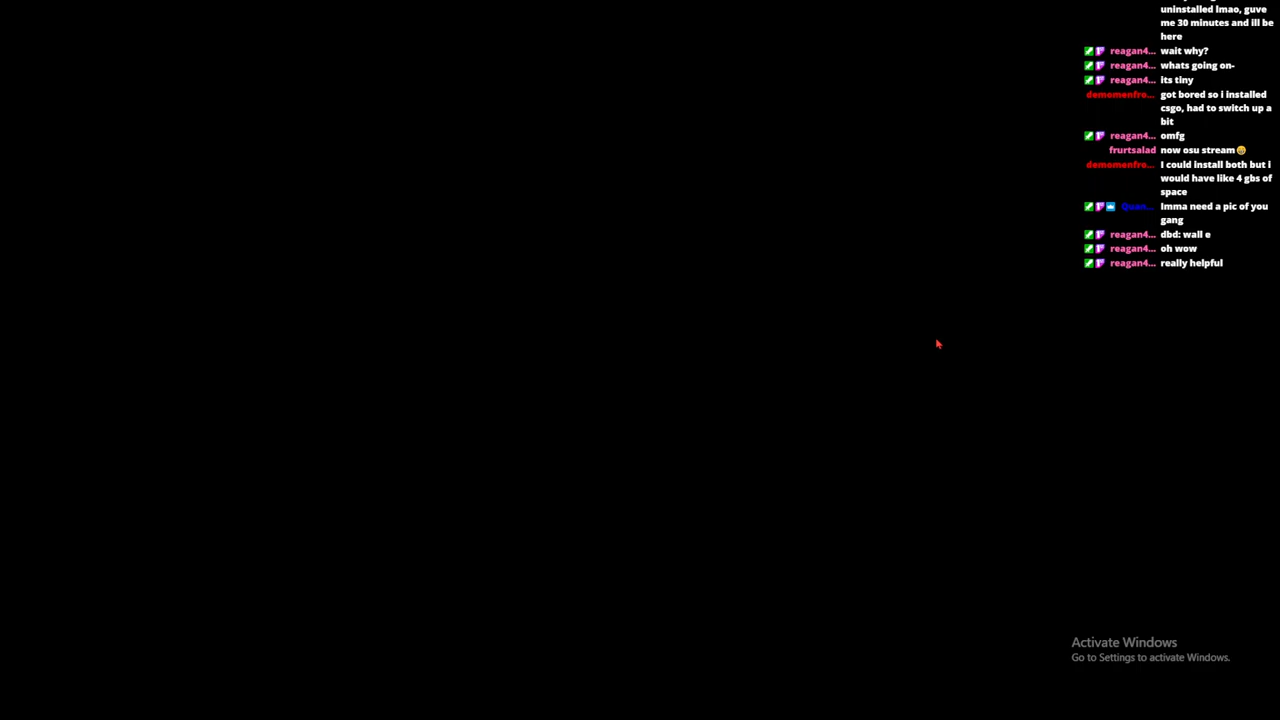 uninstalled lmao, guve
me 30 minutes and ill be
here
reagan4... wait why?
reagan4... whats going on-
reagan4... its tiny
demomenfro... got bored so i installed
csgo, had to switch up a
bit
reagan4... omfg
frurtsalad now osu stream
demomenfro... I could install both but i
would have like 4 gbs of
space
Quan... Imma need a pic of you
gang
reagan4... dbd: wall e
reagan4... oh wow
reagan4... really helpful
Activate Windows
Go to Settings to activate Windows.